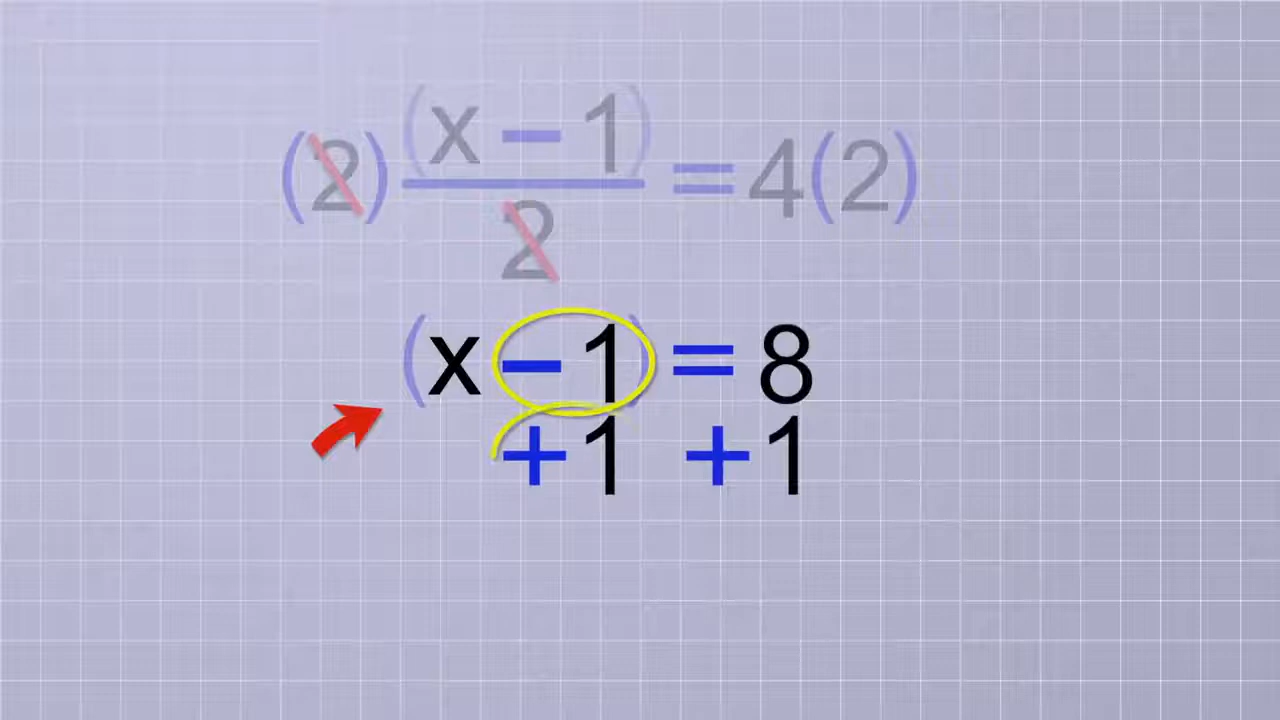 (2) (x − 1)/2 = 4(2)
(x − 1) = 8
+1 +1